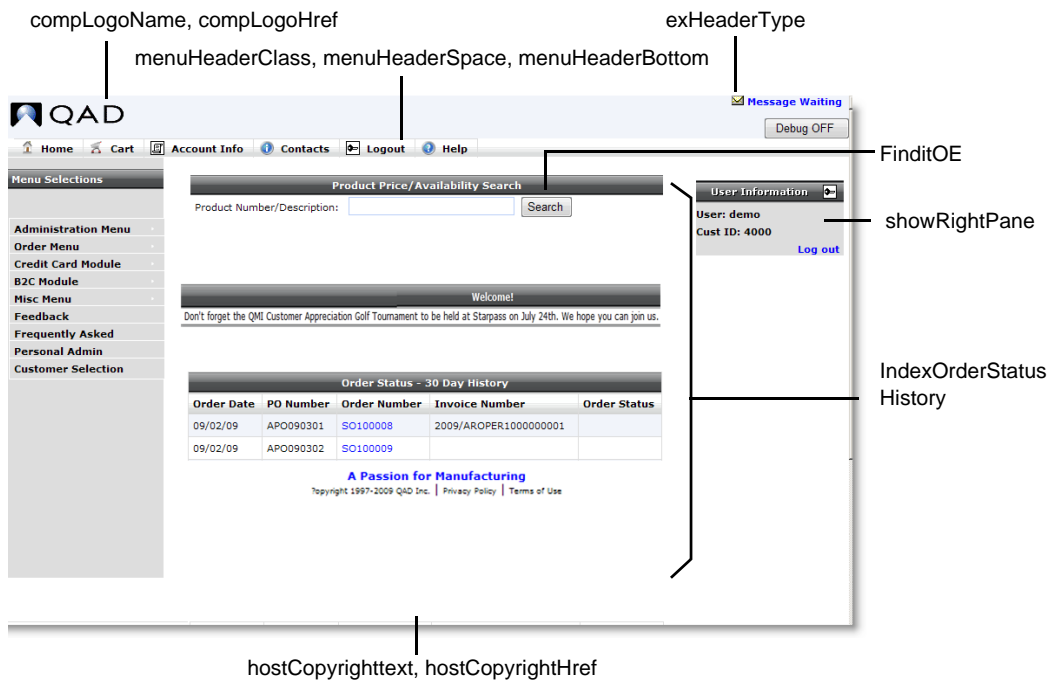 compLogoName, compLogoHref
exHeaderType
menuHeaderClass, menuHeaderSpace, menuHeaderBottom
Message Waiting
QAD
Debug OFF
Home Cart Account Info Contacts Logout Help
FinditOE
Menu Selections
Product Price/Availability Search
User Information
Product Number/Description:
Search
User: demo
showRightPane
Cust ID: 4000
Log out
Administration Menu
Order Menu
Credit Card Module
B2C Module
Misc Menu
Feedback
Frequently Asked
Personal Admin
Customer Selection
Welcome!
Don't forget the QMI Customer Appreciation Golf Tournament to be held at Starpass on July 24th. We hope you can join us.
IndexOrderStatus
History
Order Status - 30 Day History
Order Date PO Number Order Number Invoice Number Order Status
09/02/09 APO090301 SO100008 2009/AROPER1000000001
09/02/09 APO090302 SO100009
A Passion for Manufacturing
Copyright 1997-2009 QAD Inc. | Privacy Policy | Terms of Use
hostCopyrighttext, hostCopyrightHref